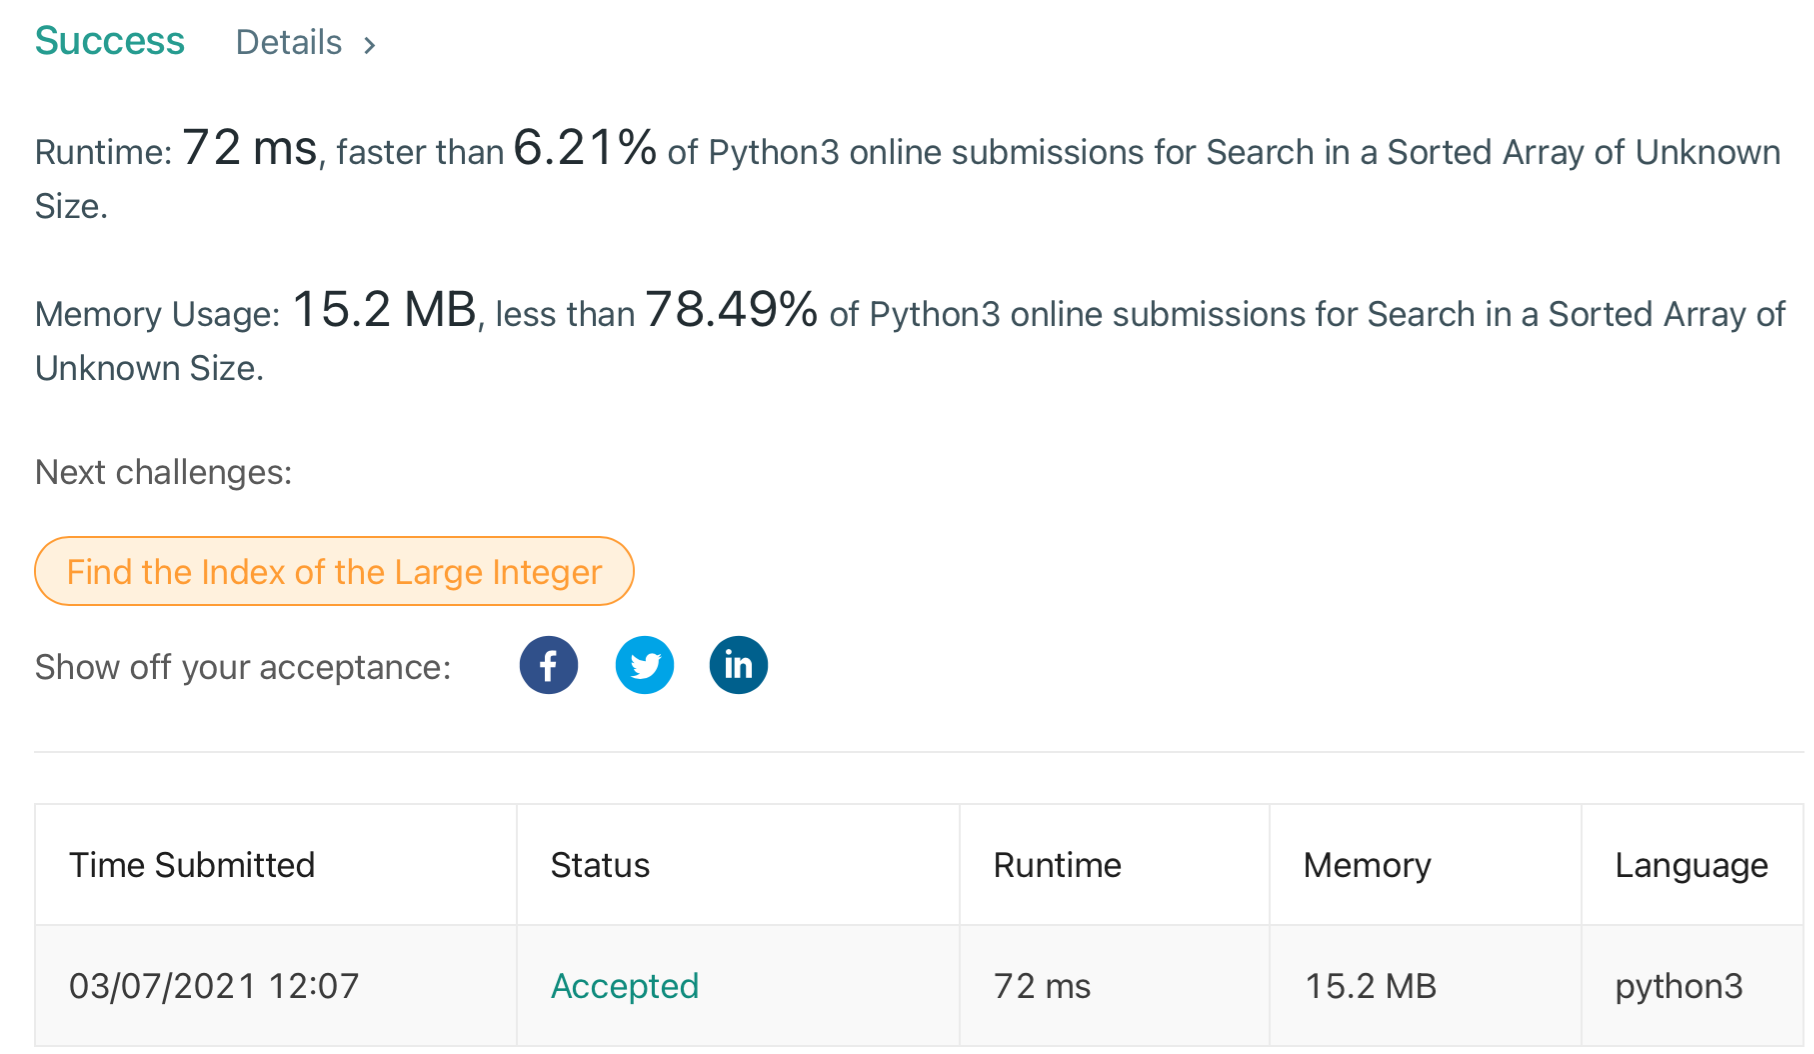 Success Details >
Runtime: 72 ms, faster than 6.21% of Python3 online submissions for Search in a Sorted Array of Unknown
Size.
Memory Usage: 15.2 MB, less than 78.49% of Python3 online submissions for Search in a Sorted Array of
Unknown Size.
Next challenges:
Find the Index of the Large Integer
Show off your acceptance: f in
Time Submitted Status Runtime Memory Language
03/07/2021 12:07 Accepted 72 ms 15.2 MB python3